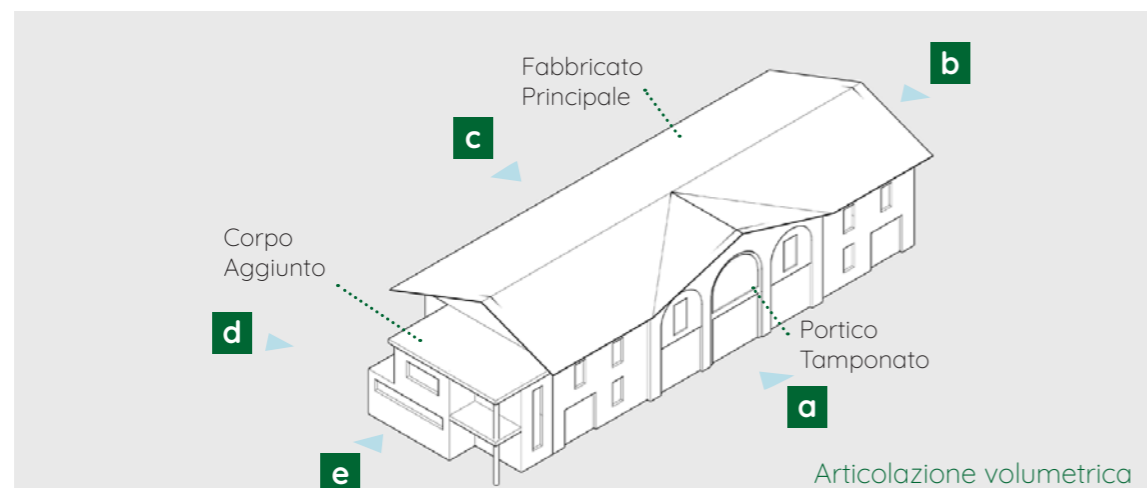 Fabbricato
Principale
b
c
Corpo
Aggiunto
d
Portico
Tamponato
a
e
Articolazione volumetrica